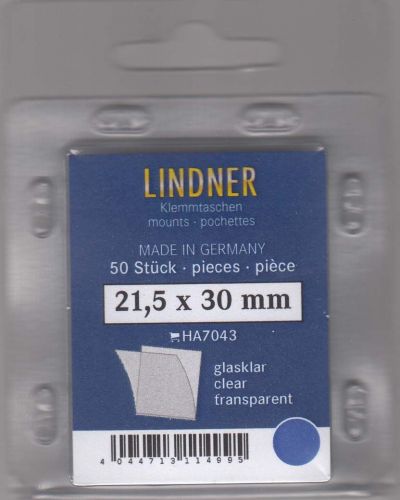 LINDNER
Klemmtaschen
mounts · pochettes
MADE IN GERMANY
50 Stück · pieces · pièce
21,5 x 30 mm
HA7043
glasklar
clear
transparent
4 044713 114995